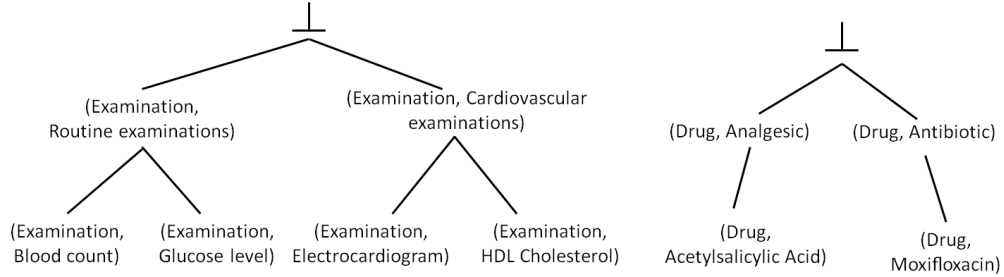 (Examination,
Routine examinations)
(Examination, Cardiovascular
examinations)
(Drug, Analgesic)
(Drug, Antibiotic)
(Examination,
Blood count)
(Examination,
Glucose level)
(Examination,
Electrocardiogram)
(Examination,
HDL Cholesterol)
(Drug,
Acetylsalicylic Acid)
(Drug,
Moxifloxacin)